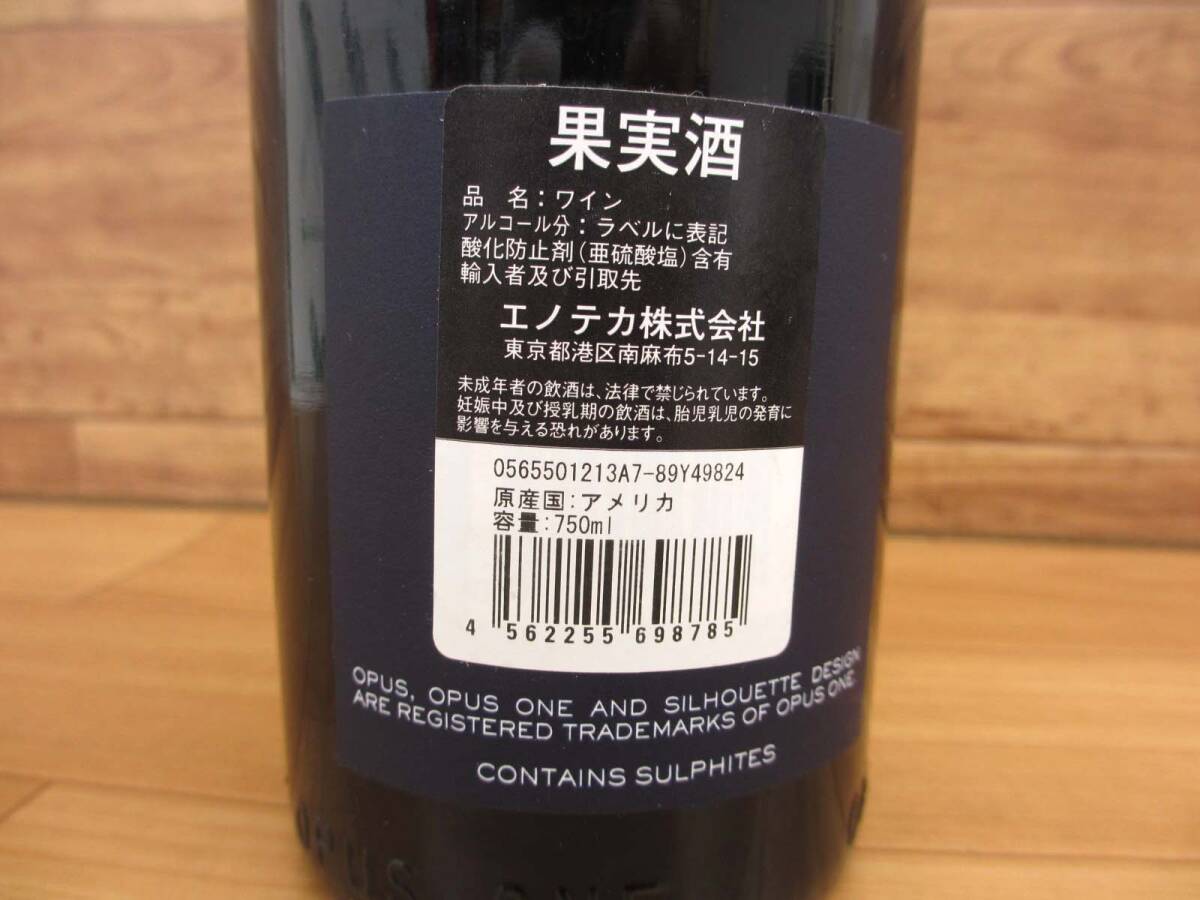 果実酒
品 名：ワイン
アルコール分：ラベルに表記
酸化防止剤（亜硫酸塩）含有
輸入者及び引取先
エノテカ株式会社
東京都港区南麻布5-14-15
未成年者の飲酒は、法律で禁じられています。
妊娠中及び授乳期の飲酒は、胎児乳児の発育に
影響を与える恐れがあります。
0565501213A7-89Y49824
原産国：アメリカ
容量：750ml
4 562255 698785
OPUS, OPUS ONE AND SILHOUETTE DESIGN
ARE REGISTERED TRADEMARKS OF OPUS ONE.
CONTAINS SULPHITES
OPUS ONE